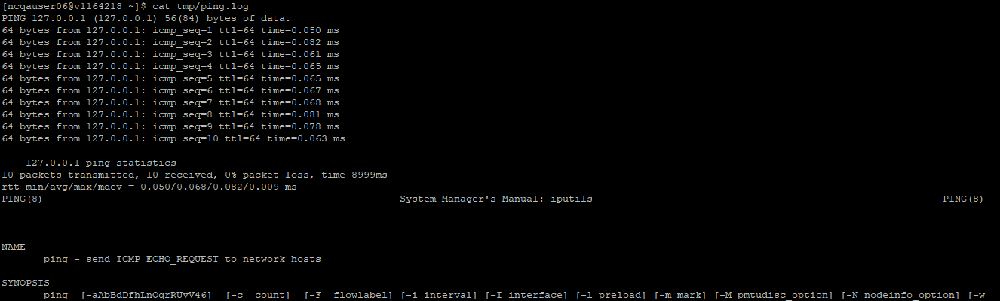 [ncqauser06@v1164218 ~]$ cat tmp/ping.log
PING 127.0.0.1 (127.0.0.1) 56(84) bytes of data.
64 bytes from 127.0.0.1: icmp_seq=1 ttl=64 time=0.050 ms
64 bytes from 127.0.0.1: icmp_seq=2 ttl=64 time=0.082 ms
64 bytes from 127.0.0.1: icmp_seq=3 ttl=64 time=0.061 ms
64 bytes from 127.0.0.1: icmp_seq=4 ttl=64 time=0.065 ms
64 bytes from 127.0.0.1: icmp_seq=5 ttl=64 time=0.065 ms
64 bytes from 127.0.0.1: icmp_seq=6 ttl=64 time=0.067 ms
64 bytes from 127.0.0.1: icmp_seq=7 ttl=64 time=0.068 ms
64 bytes from 127.0.0.1: icmp_seq=8 ttl=64 time=0.081 ms
64 bytes from 127.0.0.1: icmp_seq=9 ttl=64 time=0.078 ms
64 bytes from 127.0.0.1: icmp_seq=10 ttl=64 time=0.063 ms
--- 127.0.0.1 ping statistics ---
10 packets transmitted, 10 received, 0% packet loss, time 8999ms
rtt min/avg/max/mdev = 0.050/0.068/0.082/0.009 ms
PING(8) System Manager's Manual: iputils PING(8)
NAME
ping - send ICMP ECHO_REQUEST to network hosts
SYNOPSIS
ping [-aAbBdDfhLnOqrRUvV46] [-c count] [-F flowlabel] [-i interval] [-I interface] [-l preload] [-m mark] [-M pmtudisc_option] [-N nodeinfo_option] [-w